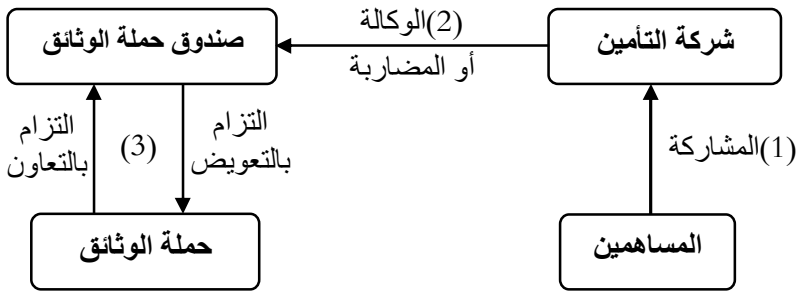 شركة التأمين
(2)الوكالة
أو المضاربة
صندوق حملة الوثائق
(1)المشاركة
التزام
بالتعويض
(3)
التزام
بالتعاون
المساهمين
حملة الوثائق